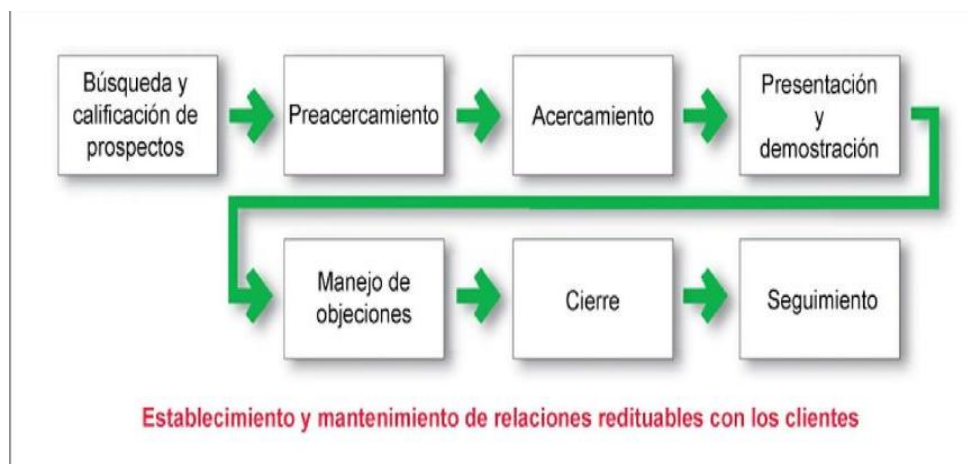 Búsqueda y
calificación de
prospectos
Preacercamiento
Acercamiento
Presentación
y
demostración
Manejo de
objeciones
Cierre
Seguimiento
Establecimiento y mantenimiento de relaciones redituables con los clientes